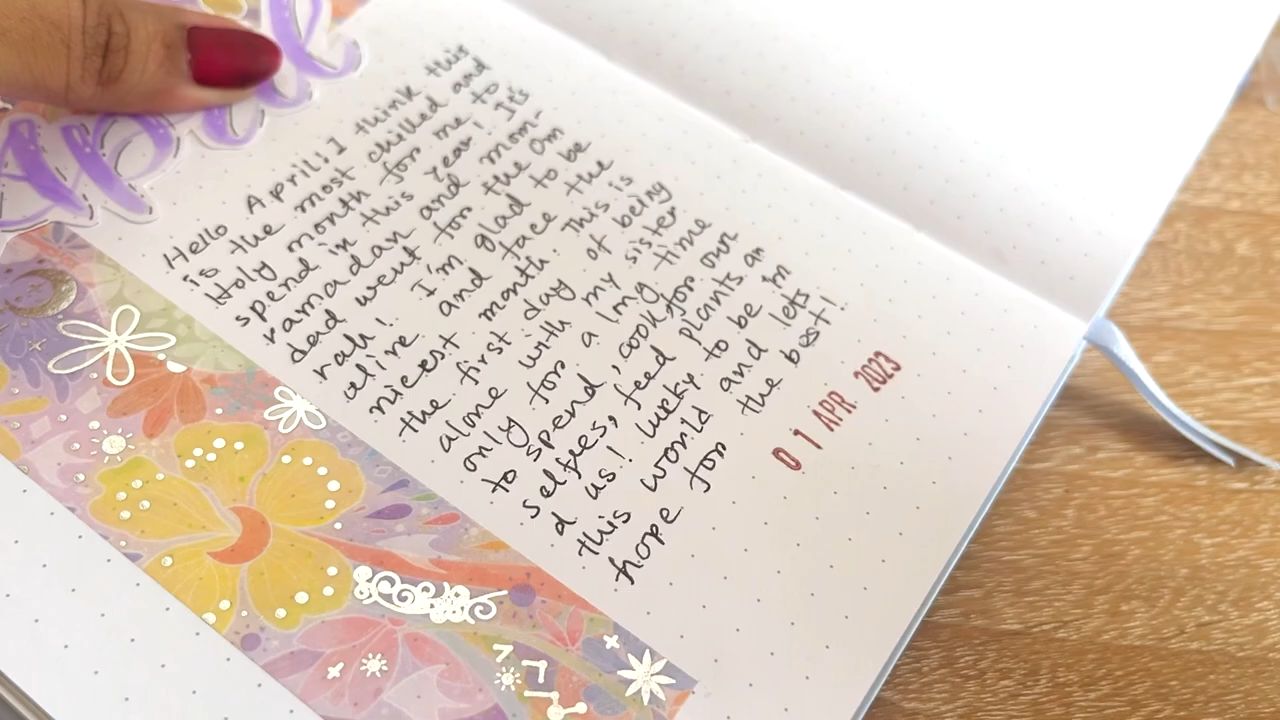 Hello April! I think this
is the most chilled and
Holy month for me to
spend in this year! It's
ramadan and mom-
dad went for the Om
rah! I'm glad to be
alive and face the
nicest month. This is
the first day of being
alone with my sister
only for a lng time
to spend, cook for our
selfes, feed plants an
d us! lucky to be in
this world and lets
hope for the best!
01 APR 2023